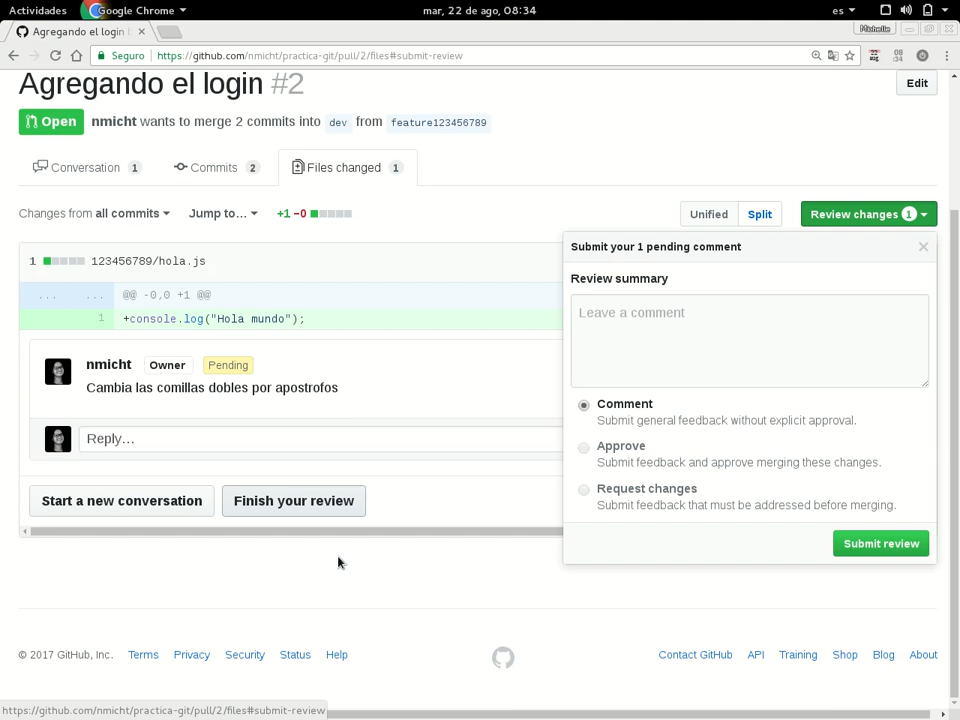 Actividades Google Chrome mar, 22 de ago, 08:34 es
Agregando el login Michelle
Seguro https://github.com/nmicht/practica-git/pull/2/files#submit-review
Agregando el login #2 Edit
Open nmicht wants to merge 2 commits into dev from feature123456789
Conversation 1 Commits 2 Files changed 1
Changes from all commits Jump to... +1 −0 Unified Split Review changes 1
Submit your 1 pending comment
1 123456789/hola.js
Review summary
... ... @@ -0,0 +1 @@
Leave a comment
1 +console.log("Hola mundo");
nmicht Owner Pending
Cambia las comillas dobles por apostrofos
Comment
Submit general feedback without explicit approval.
Reply...
Approve
Submit feedback and approve merging these changes.
Request changes
Submit feedback that must be addressed before merging.
Start a new conversation Finish your review
Submit review
© 2017 GitHub, Inc. Terms Privacy Security Status Help Contact GitHub API Training Shop Blog About
https://github.com/nmicht/practica-git/pull/2/files#submit-review